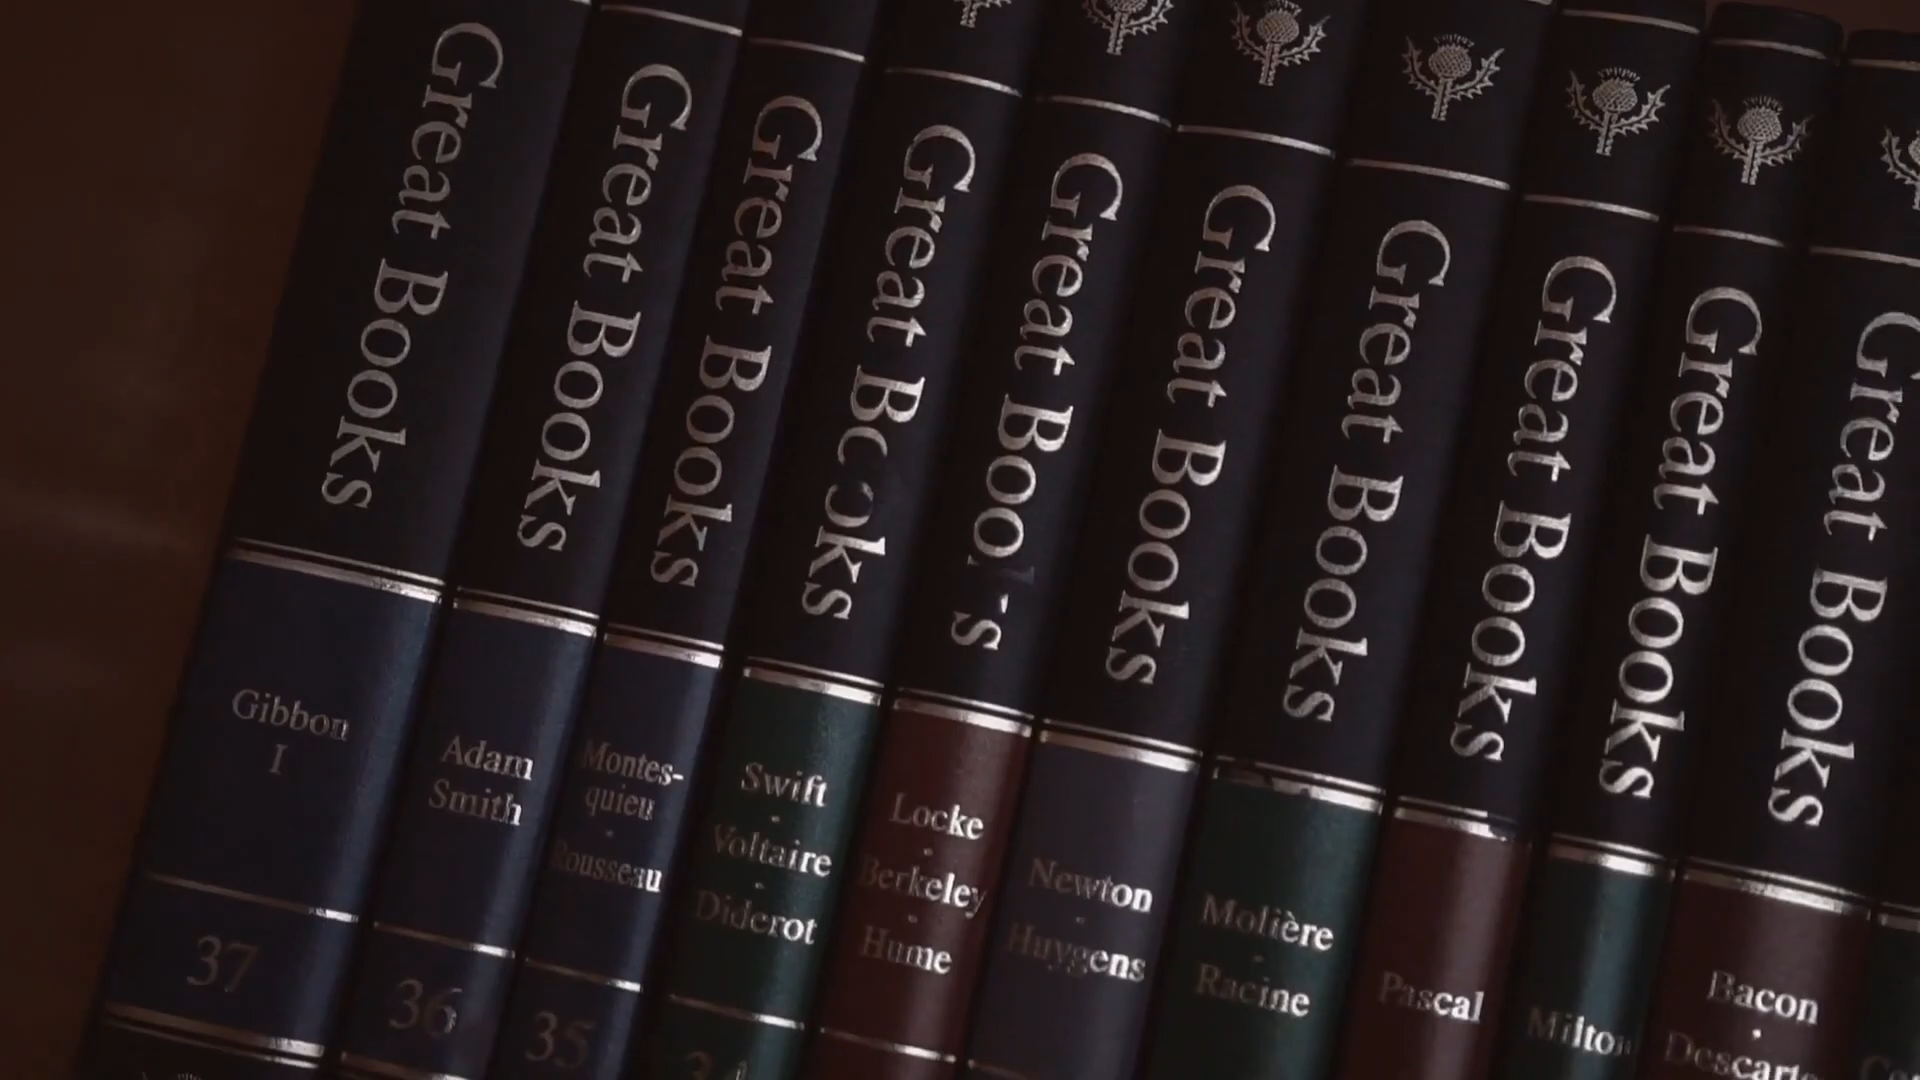 Great Books
Gibbon
I
37
Great Books
Adam
Smith
36
Great Books
Montes-
quieu
Rousseau
35
Great Books
Swift
Voltaire
Diderot
34
Great Books
Locke
Berkeley
Hume
Great Books
Newton
Huygens
Great Books
Molière
Racine
Great Books
Pascal
Great Books
Milton
Great Books
Bacon